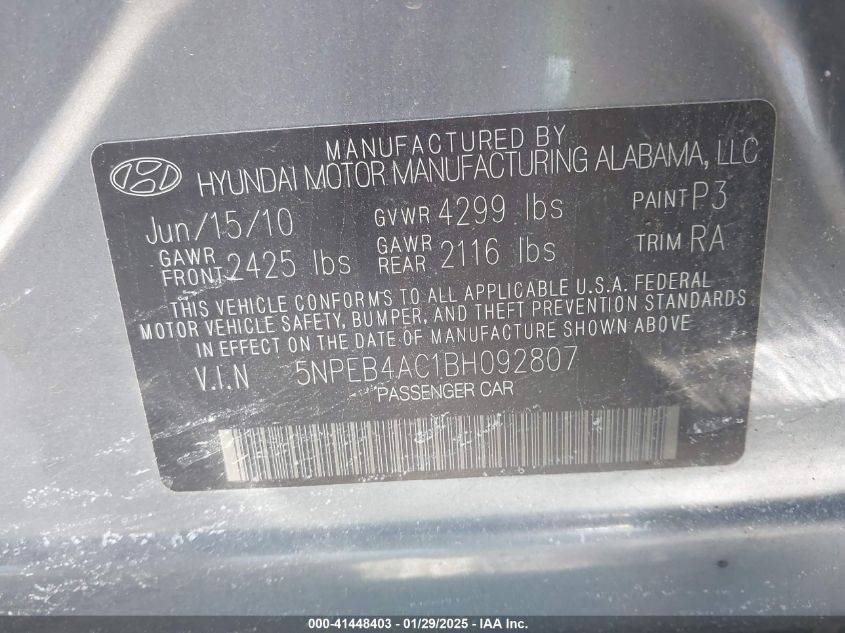 MANUFACTURED BY
HYUNDAI MOTOR MANUFACTURING ALABAMA, LLC
Jun/15/10 GVWR 4299 lbs PAINT P3
GAWR FRONT 2425 lbs GAWR REAR 2116 lbs TRIM RA
THIS VEHICLE CONFORMS TO ALL APPLICABLE U.S.A. FEDERAL
MOTOR VEHICLE SAFETY, BUMPER, AND THEFT PREVENTION STANDARDS
IN EFFECT ON THE DATE OF MANUFACTURE SHOWN ABOVE
V.I.N 5NPEB4AC1BH092807
PASSENGER CAR
000-41448403 - 01/29/2025 - IAA Inc.